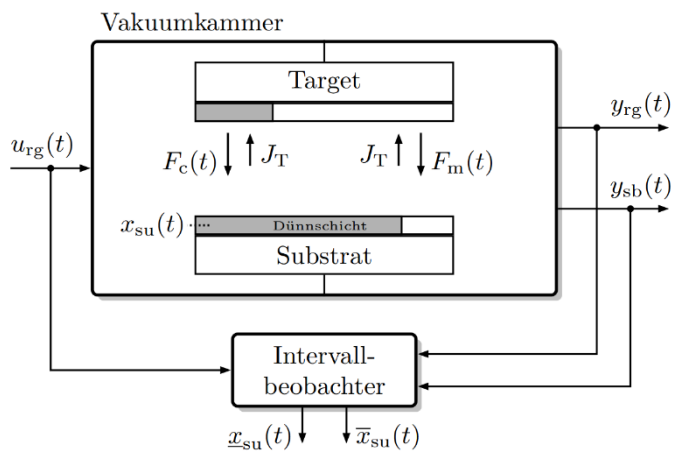 Vakuumkammer
Target
y_rg(t)
u_rg(t)
F_c(t) J_T J_T F_m(t)
y_sb(t)
x_su(t) Dünnschicht
Substrat
Intervall-
beobachter
x̲_su(t) x̅_su(t)